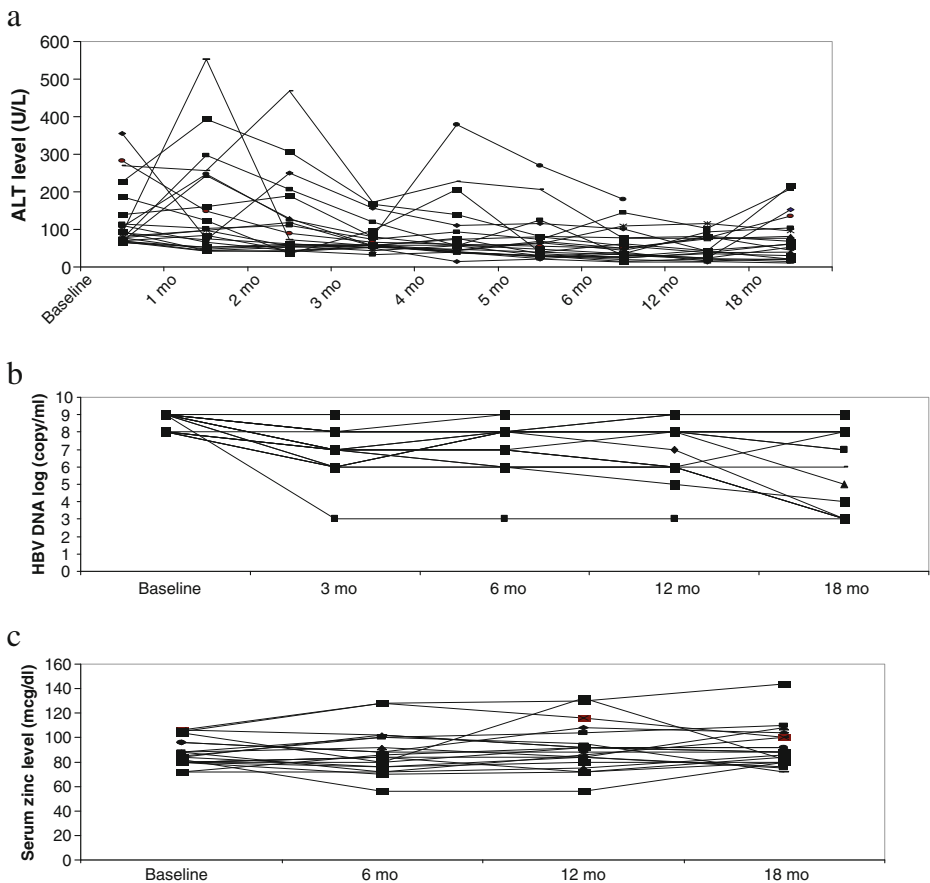 a
ALT level (U/L)
600
500
400
300
200
100
0
Baseline
1 mo
2 mo
3 mo
4 mo
5 mo
6 mo
12 mo
18 mo
b
HBV DNA log (copy/ml)
10
9
8
7
6
5
4
3
2
1
0
Baseline
3 mo
6 mo
12 mo
18 mo
c
Serum zinc level (mcg/dl)
160
140
120
100
80
60
40
20
0
Baseline
6 mo
12 mo
18 mo